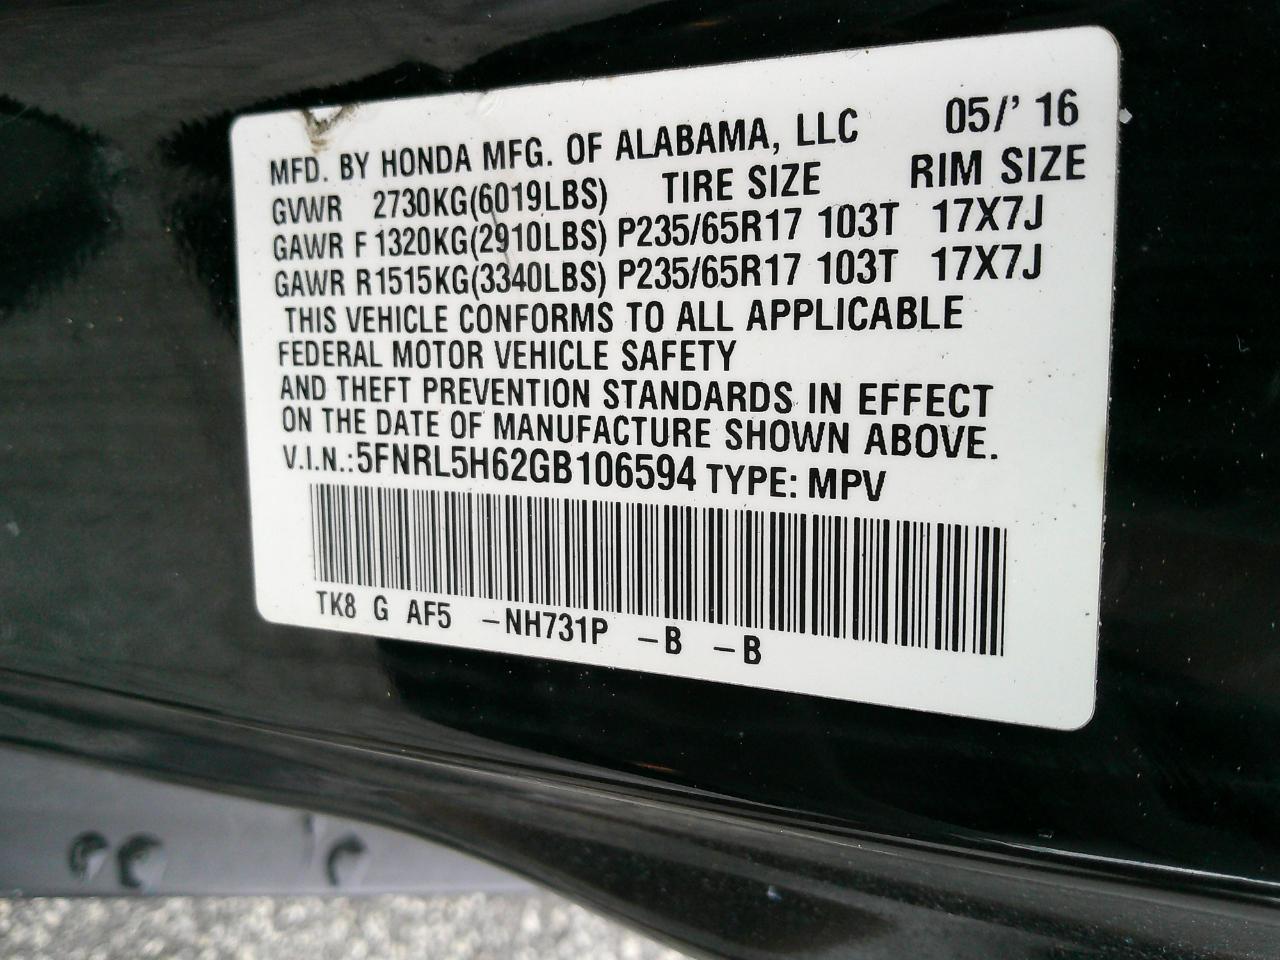 MFD. BY HONDA MFG. OF ALABAMA, LLC 05/' 16
GVWR 2730KG(6019LBS) TIRE SIZE RIM SIZE
GAWR F 1320KG(2910LBS) P235/65R17 103T 17X7J
GAWR R1515KG(3340LBS) P235/65R17 103T 17X7J
THIS VEHICLE CONFORMS TO ALL APPLICABLE
FEDERAL MOTOR VEHICLE SAFETY
AND THEFT PREVENTION STANDARDS IN EFFECT
ON THE DATE OF MANUFACTURE SHOWN ABOVE.
V.I.N.:5FNRL5H62GB106594 TYPE: MPV
TK8 G AF5 -NH731P -B -B